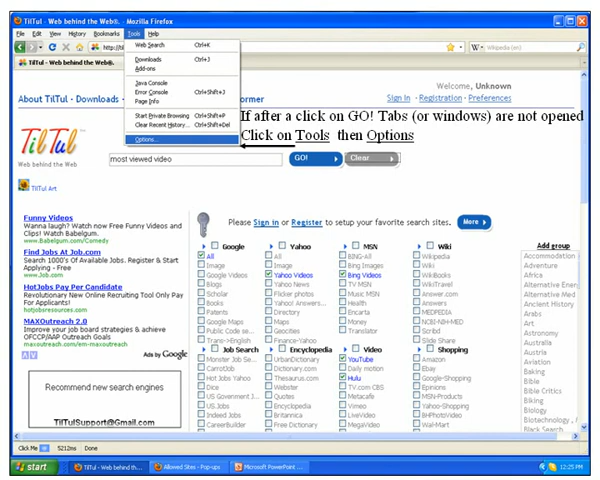 TilTul - Web behind the Web®. - Mozilla Firefox
File Edit View History Bookmarks Tools Help
Web Search Ctrl+K
Downloads Ctrl+J
Add-ons
Java Console
Error Console Ctrl+Shift+J
Page Info
Start Private Browsing Ctrl+Shift+P
Clear Recent History... Ctrl+Shift+Del
Options...
http://til
W Wikipedia (en)
TilTul - Web behind the Web®.
Welcome, Unknown
About TilTul · Downloads · ormer
Sign In · Registration · Preferences
If after a click on GO! Tabs (or windows) are not opened
Click on Tools then Options
TilTul™
Web behind the Web
most viewed video
GO!
Clear
TilTul Art
Funny Videos
Wanna laugh? Watch now Free Funny Videos and
Clips! Watch Babelgum.
www.Babelgum.com/Comedy
Find Jobs At Job.com
Search 1000's Of Available Jobs. Register & Start
Applying - Free
www.Job.com
HotJobs Pay Per Candidate
Revolutionary New Online Recruiting Tool Only Pay
For Applicants!
hotjobsresources.com
MAXOutreach 2.0
Improve your job board strategies & achieve
OFCCP/AAP Outreach Goals
maxoutreach.com/em-maxoutreach
Ads by Google
Recommend new search engines
TilTulSupport@Gmail.com
Please Sign in or Register to setup your favorite search sites.
More
Google
All
Image
Google Videos
Blogs
Scholar
Books
Patents
Google Maps
Public Code se...
Trans->English
Yahoo
All
Image
Yahoo Videos
Yahoo News
Flicker photos
Yahoo! Answers...
Directory
Maps
Geocities
Finance-Yahoo
MSN
BING-All
Bing Images
Bing Videos
TV MSN
Music MSN
Health
Encarta
Money
Translator
Wiki
Wikipedia
Wiki
WikiBooks
WikiTravel
Answer.com
Answers
MEDPEDIA
NCBI-NIH-MED
Scribd
Slide Share
Job Search
Monster Job Se...
CarrotJob
Hot Jobs Yahoo
Dice
US Goverment J...
US.Jobs
Indeed Jobs
CareerBuilder
Encyclopedia
UrbanDictionary
Dictionary.com
Thesaurus.com
Webster
Quotes
Encyclopedia
Britannica
Free Dictionary
Video
YouTube
Daily motion
Hulu
TV.com CBS
Metacafe
Vimeo
LiveVideo
MegaVideo
Shopping
Amazon
Ebay
Google-Shopping
Epinions
MSN-Products
Yahoo-Shopping
BHPhotoVideo
Wal-Mart
Add group
Accommodation
Adventure
Africa
Alternative Ener
Alternative Med
Ancient History
Arabs
Art
Astronomy
Australia
Austria
Aviation
Baking
Bible
Bible Critics
Biking
Biology
Biotechnology
Black Search
Click Me 5212ms Done
start
TilTul - Web behind th...
Allowed Sites - Pop-ups
Microsoft PowerPoint ...
12:25 PM